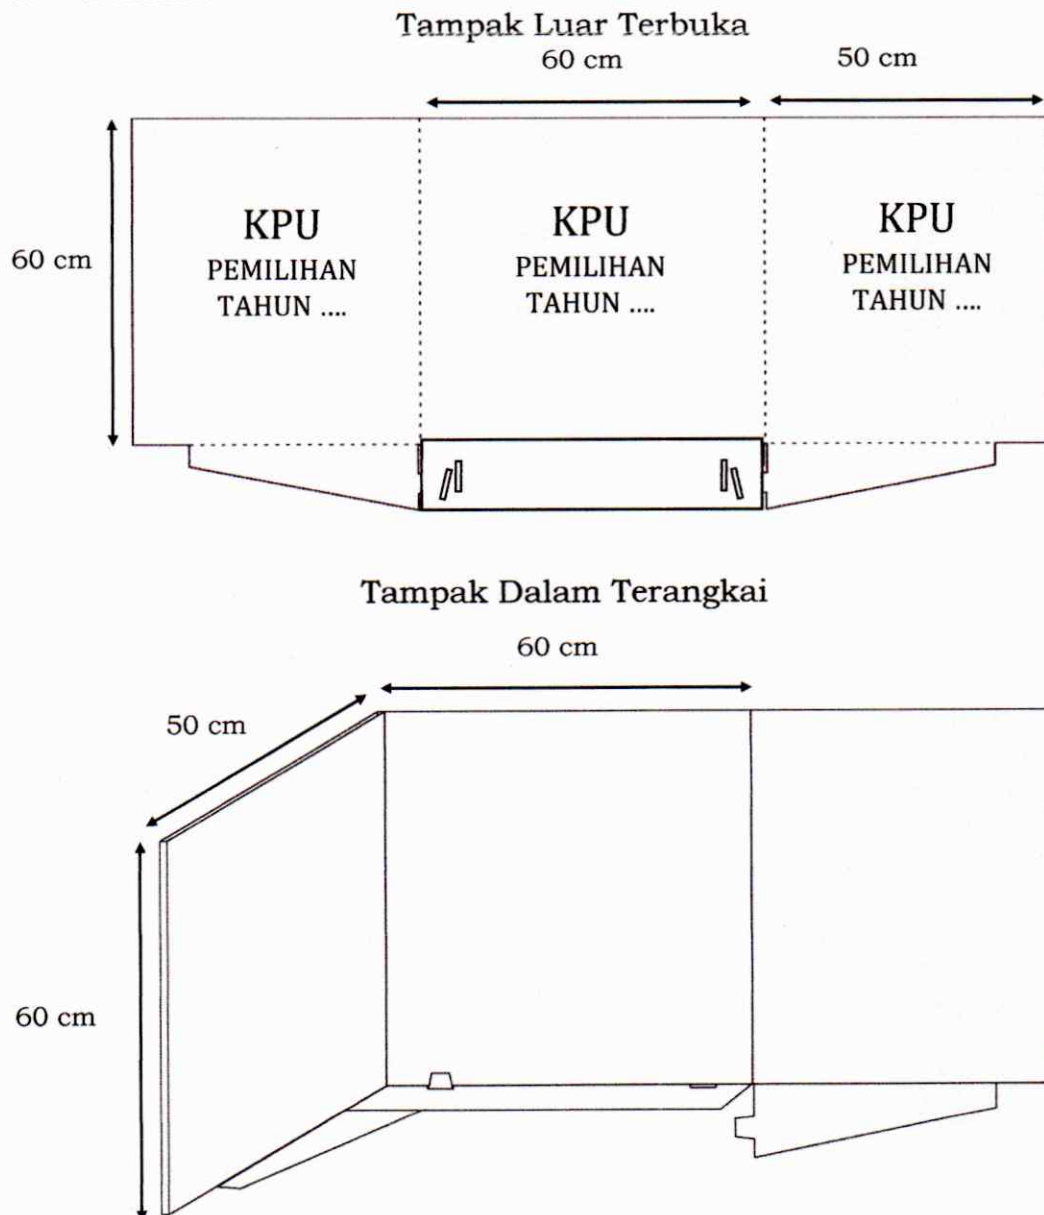 Tampak Luar Terbuka
60 cm
50 cm
60 cm
KPU
PEMILIHAN
TAHUN ....
KPU
PEMILIHAN
TAHUN ....
KPU
PEMILIHAN
TAHUN ....
Tampak Dalam Terangkai
60 cm
50 cm
60 cm